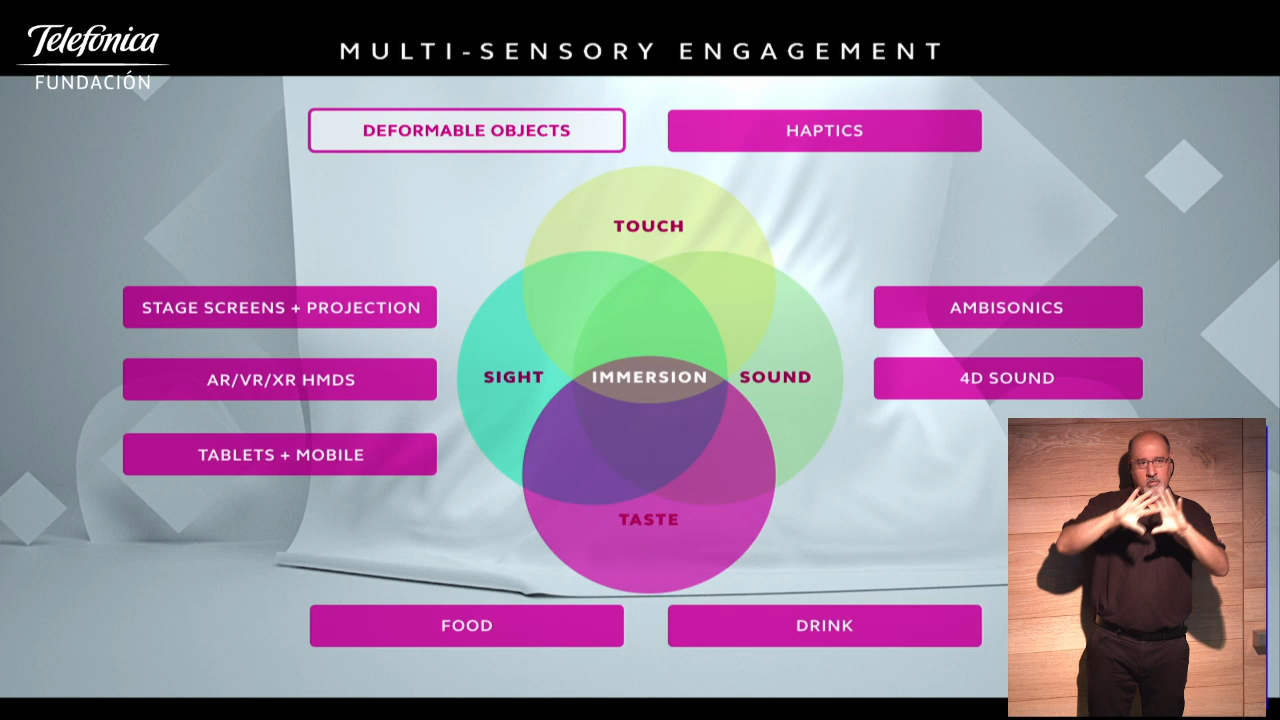 Telefónica
FUNDACIÓN
MULTI-SENSORY ENGAGEMENT
DEFORMABLE OBJECTS
HAPTICS
TOUCH
STAGE SCREENS + PROJECTION
AMBISONICS
AR/VR/XR HMDS
SIGHT
IMMERSION
SOUND
4D SOUND
TABLETS + MOBILE
TASTE
FOOD
DRINK